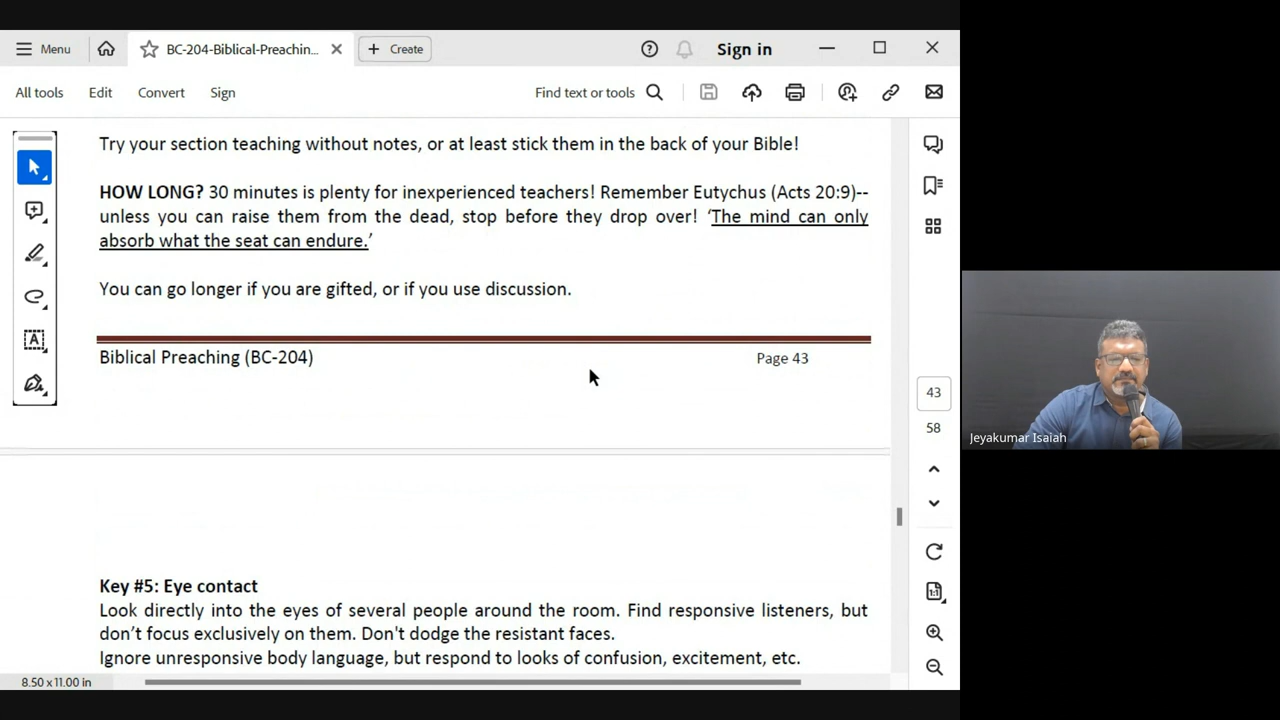 Menu
BC-204-Biblical-Preachin...
Create
Sign in
All tools
Edit
Convert
Sign
Find text or tools
Try your section teaching without notes, or at least stick them in the back of your Bible!
HOW LONG? 30 minutes is plenty for inexperienced teachers! Remember Eutychus (Acts 20:9)--
unless you can raise them from the dead, stop before they drop over! ‘The mind can only
absorb what the seat can endure.’
You can go longer if you are gifted, or if you use discussion.
Biblical Preaching (BC-204)
Page 43
43
58
Key #5: Eye contact
Look directly into the eyes of several people around the room. Find responsive listeners, but
don’t focus exclusively on them. Don't dodge the resistant faces.
Ignore unresponsive body language, but respond to looks of confusion, excitement, etc.
8.50 x 11.00 in
Jeyakumar Isaiah